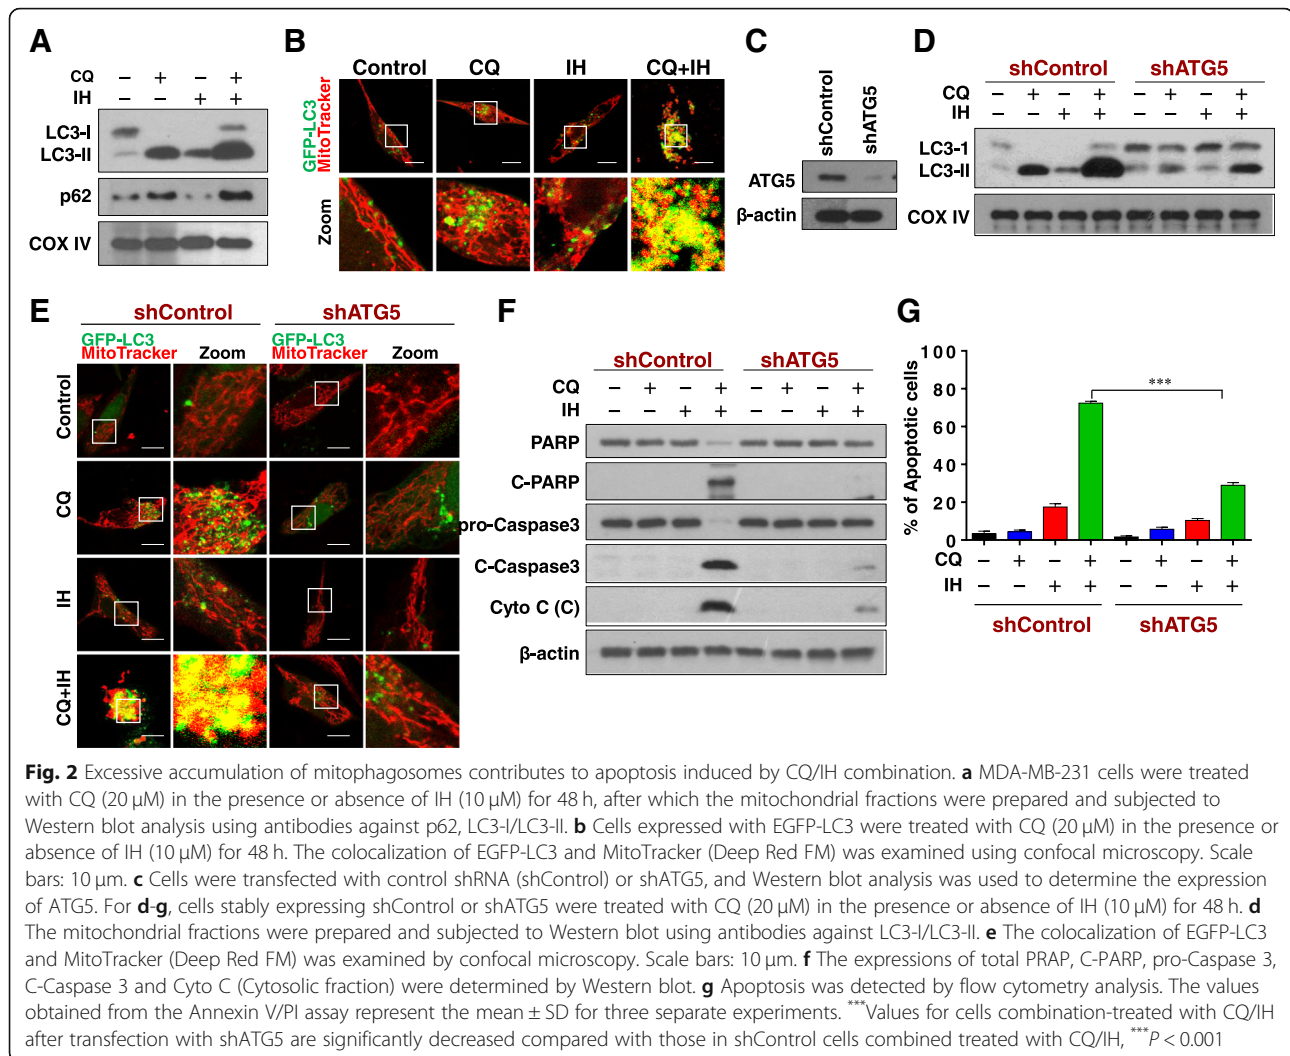 A
CQ − + − +
IH − − + +
LC3-I
LC3-II
p62
COX IV
B
Control CQ IH CQ+IH
GFP-LC3
MitoTracker
Zoom
C
shControl
shATG5
ATG5
β-actin
D
shControl shATG5
CQ − + − + − + − +
IH − − + + − − + +
LC3-1
LC3-II
COX IV
E
shControl shATG5
GFP-LC3 GFP-LC3
MitoTracker Zoom MitoTracker Zoom
Control
CQ
IH
CQ+IH
F
shControl shATG5
CQ − + − + − + − +
IH − − + + − − + +
PARP
C-PARP
pro-Caspase3
C-Caspase3
Cyto C (C)
β-actin
G
% of Apoptotic cells
100
80
60
40
20
0
***
CQ − + − + − + − +
IH − − + + − − + +
shControl shATG5
Fig. 2 Excessive accumulation of mitophagosomes contributes to apoptosis induced by CQ/IH combination. a MDA-MB-231 cells were treated
with CQ (20 μM) in the presence or absence of IH (10 μM) for 48 h, after which the mitochondrial fractions were prepared and subjected to
Western blot analysis using antibodies against p62, LC3-I/LC3-II. b Cells expressed with EGFP-LC3 were treated with CQ (20 μM) in the presence or
absence of IH (10 μM) for 48 h. The colocalization of EGFP-LC3 and MitoTracker (Deep Red FM) was examined using confocal microscopy. Scale
bars: 10 μm. c Cells were transfected with control shRNA (shControl) or shATG5, and Western blot analysis was used to determine the expression
of ATG5. For d-g, cells stably expressing shControl or shATG5 were treated with CQ (20 μM) in the presence or absence of IH (10 μM) for 48 h. d
The mitochondrial fractions were prepared and subjected to Western blot using antibodies against LC3-I/LC3-II. e The colocalization of EGFP-LC3
and MitoTracker (Deep Red FM) was examined by confocal microscopy. Scale bars: 10 μm. f The expressions of total PRAP, C-PARP, pro-Caspase 3,
C-Caspase 3 and Cyto C (Cytosolic fraction) were determined by Western blot. g Apoptosis was detected by flow cytometry analysis. The values
obtained from the Annexin V/PI assay represent the mean ± SD for three separate experiments. ***Values for cells combination-treated with CQ/IH
after transfection with shATG5 are significantly decreased compared with those in shControl cells combined treated with CQ/IH, ***P < 0.001